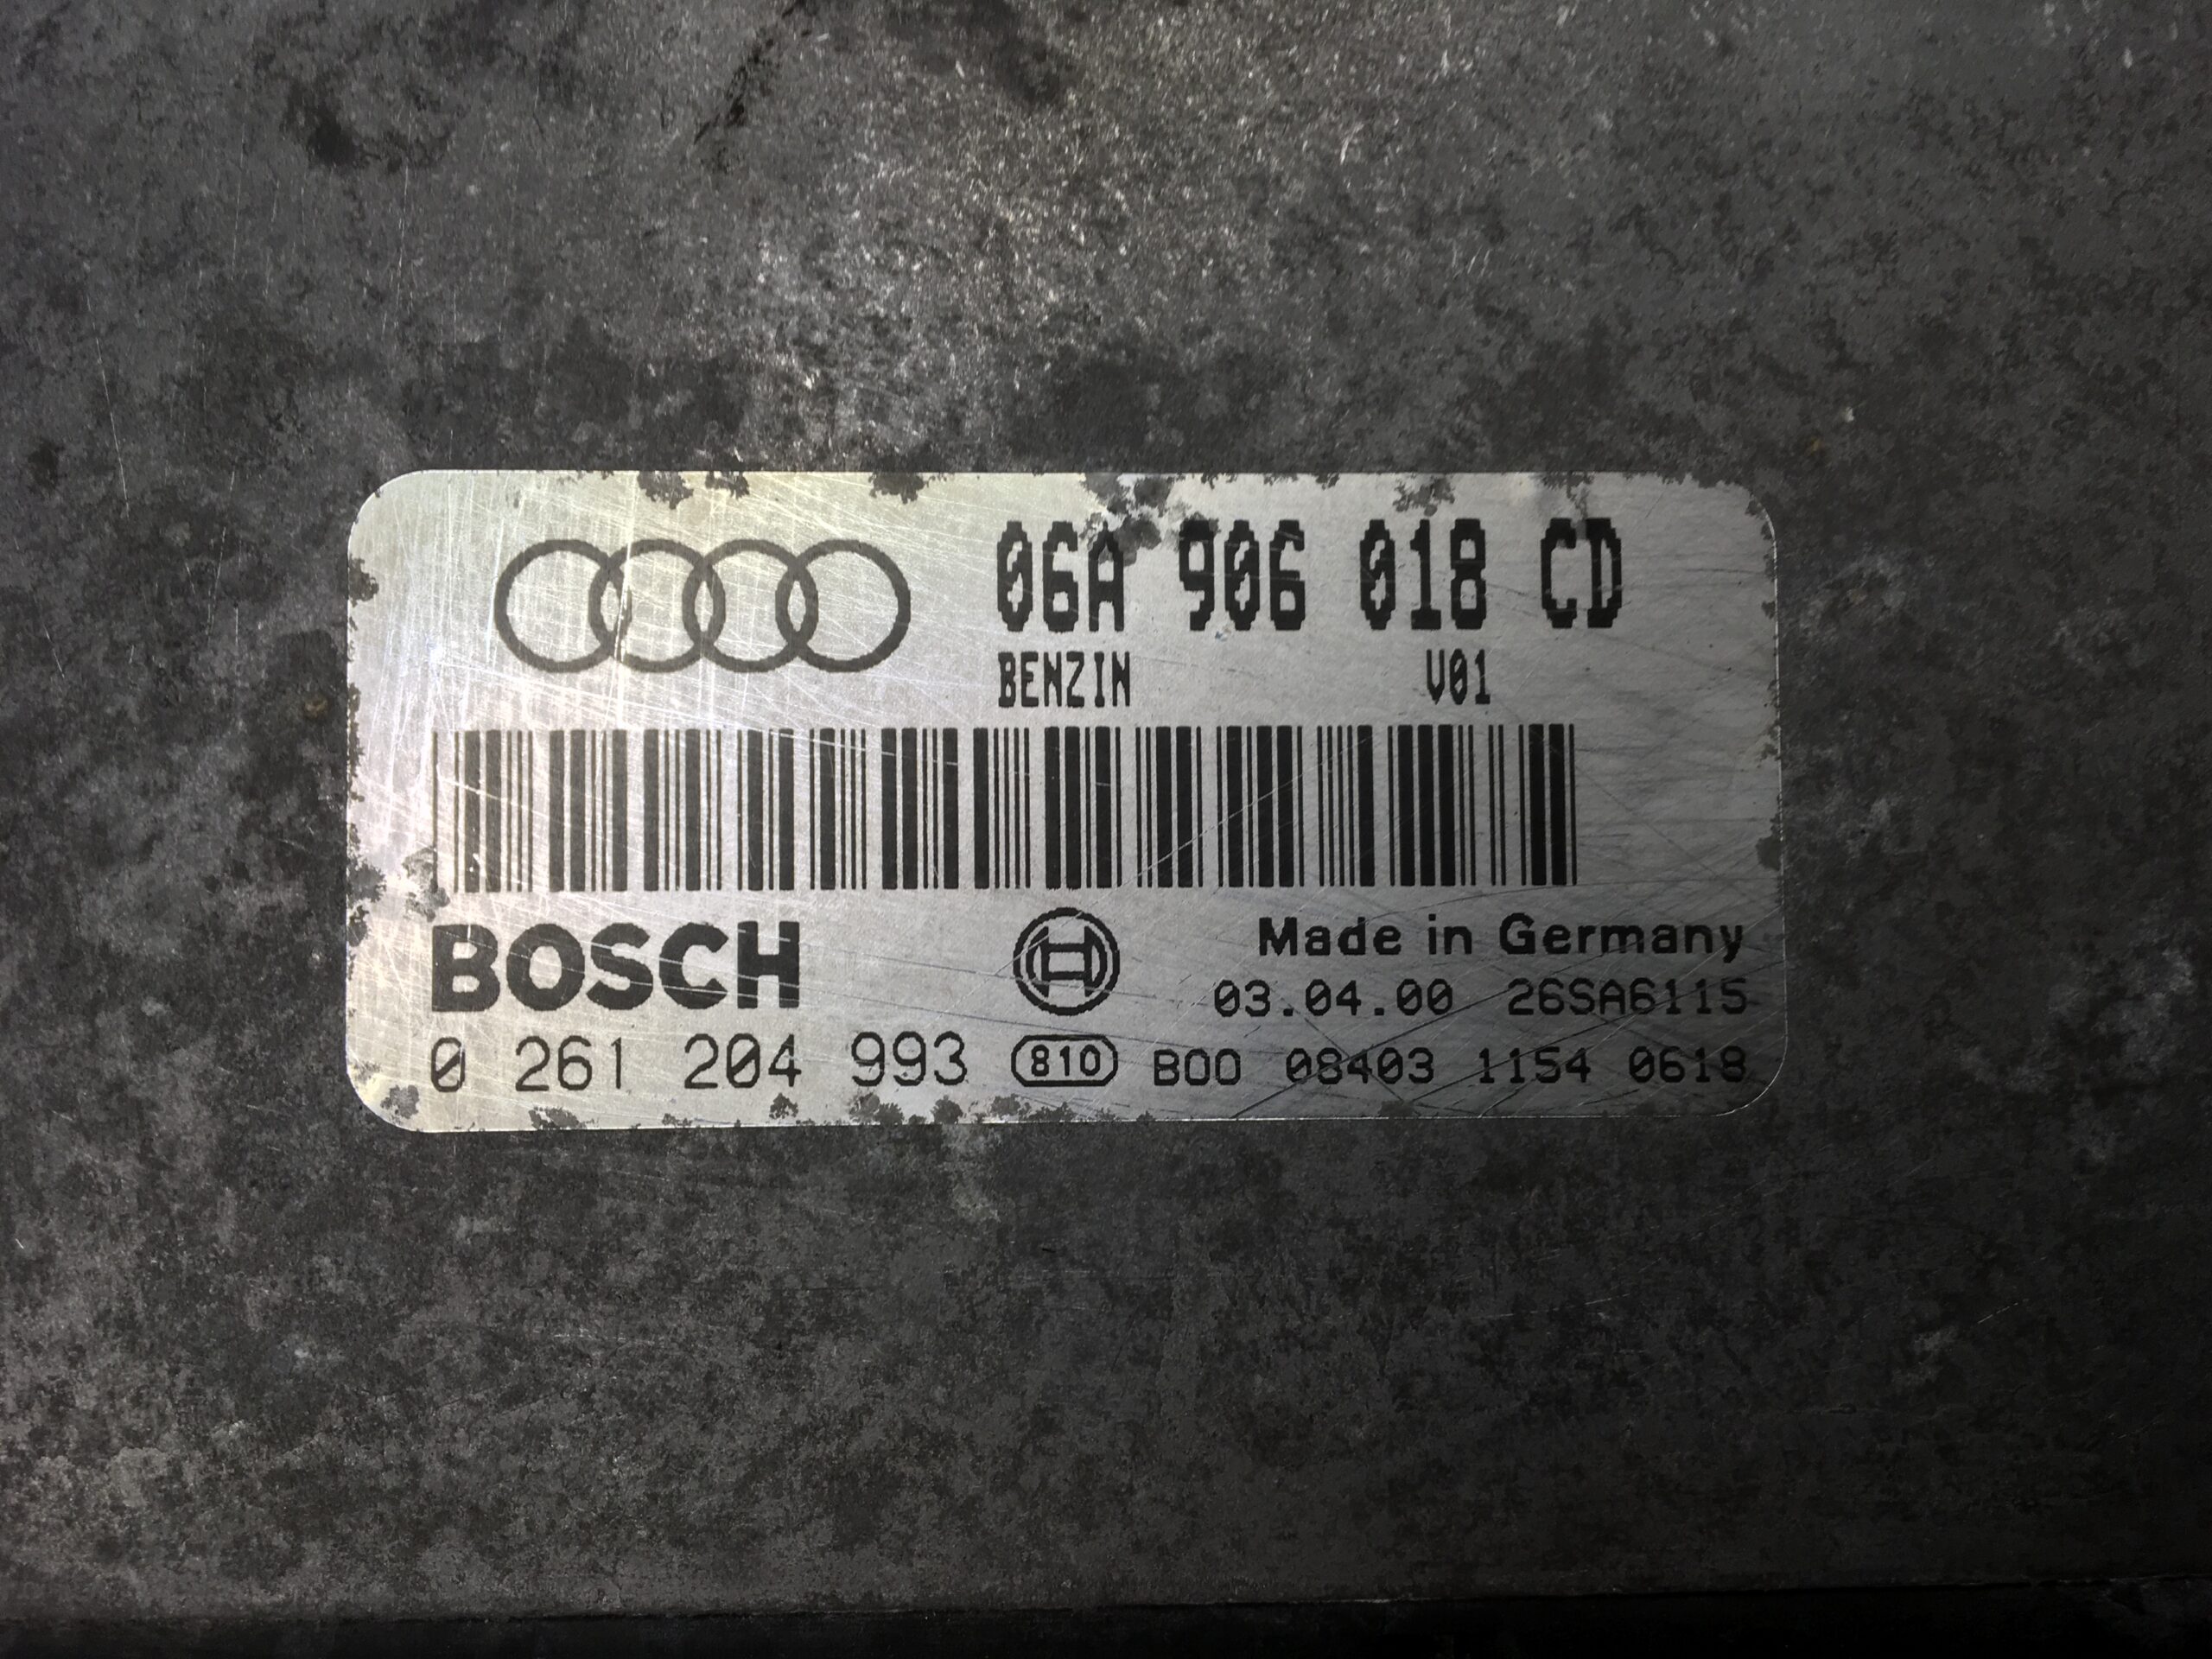 06A 906 018 CD
BENZIN V01
BOSCH
Made in Germany
03.04.00 26SA6115
0 261 204 993 810 B00 08403 1154 0618